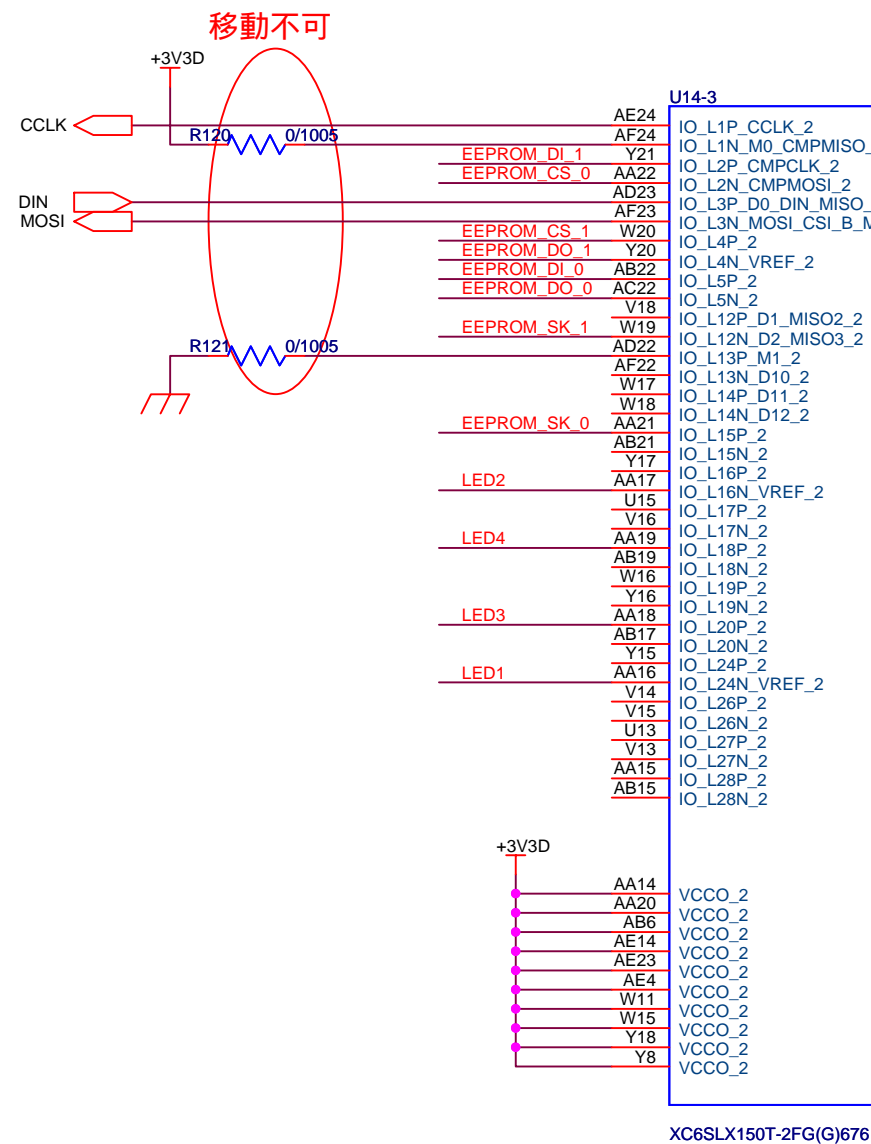 移動不可
+3V3D
U14-3
CCLK
AE24 IO_L1P_CCLK_2
R120 0/1005 AF24 IO_L1N_M0_CMPMISO_
EEPROM_DI_1 Y21 IO_L2P_CMPCLK_2
EEPROM_CS_0 AA22 IO_L2N_CMPMOSI_2
DIN AD23 IO_L3P_D0_DIN_MISO_
MOSI AF23 IO_L3N_MOSI_CSI_B_M
EEPROM_CS_1 W20 IO_L4P_2
EEPROM_DO_1 Y20 IO_L4N_VREF_2
EEPROM_DI_0 AB22 IO_L5P_2
EEPROM_DO_0 AC22 IO_L5N_2
V18 IO_L12P_D1_MISO2_2
EEPROM_SK_1 W19 IO_L12N_D2_MISO3_2
R121 0/1005 AD22 IO_L13P_M1_2
AF22 IO_L13N_D10_2
W17 IO_L14P_D11_2
W18 IO_L14N_D12_2
EEPROM_SK_0 AA21 IO_L15P_2
AB21 IO_L15N_2
Y17 IO_L16P_2
LED2 AA17 IO_L16N_VREF_2
U15 IO_L17P_2
V16 IO_L17N_2
LED4 AA19 IO_L18P_2
AB19 IO_L18N_2
W16 IO_L19P_2
Y16 IO_L19N_2
LED3 AA18 IO_L20P_2
AB17 IO_L20N_2
Y15 IO_L24P_2
LED1 AA16 IO_L24N_VREF_2
V14 IO_L26P_2
V15 IO_L26N_2
U13 IO_L27P_2
V13 IO_L27N_2
AA15 IO_L28P_2
AB15 IO_L28N_2
+3V3D
AA14 VCCO_2
AA20 VCCO_2
AB6 VCCO_2
AE14 VCCO_2
AE23 VCCO_2
AE4 VCCO_2
W11 VCCO_2
W15 VCCO_2
Y18 VCCO_2
Y8 VCCO_2
XC6SLX150T-2FG(G)676